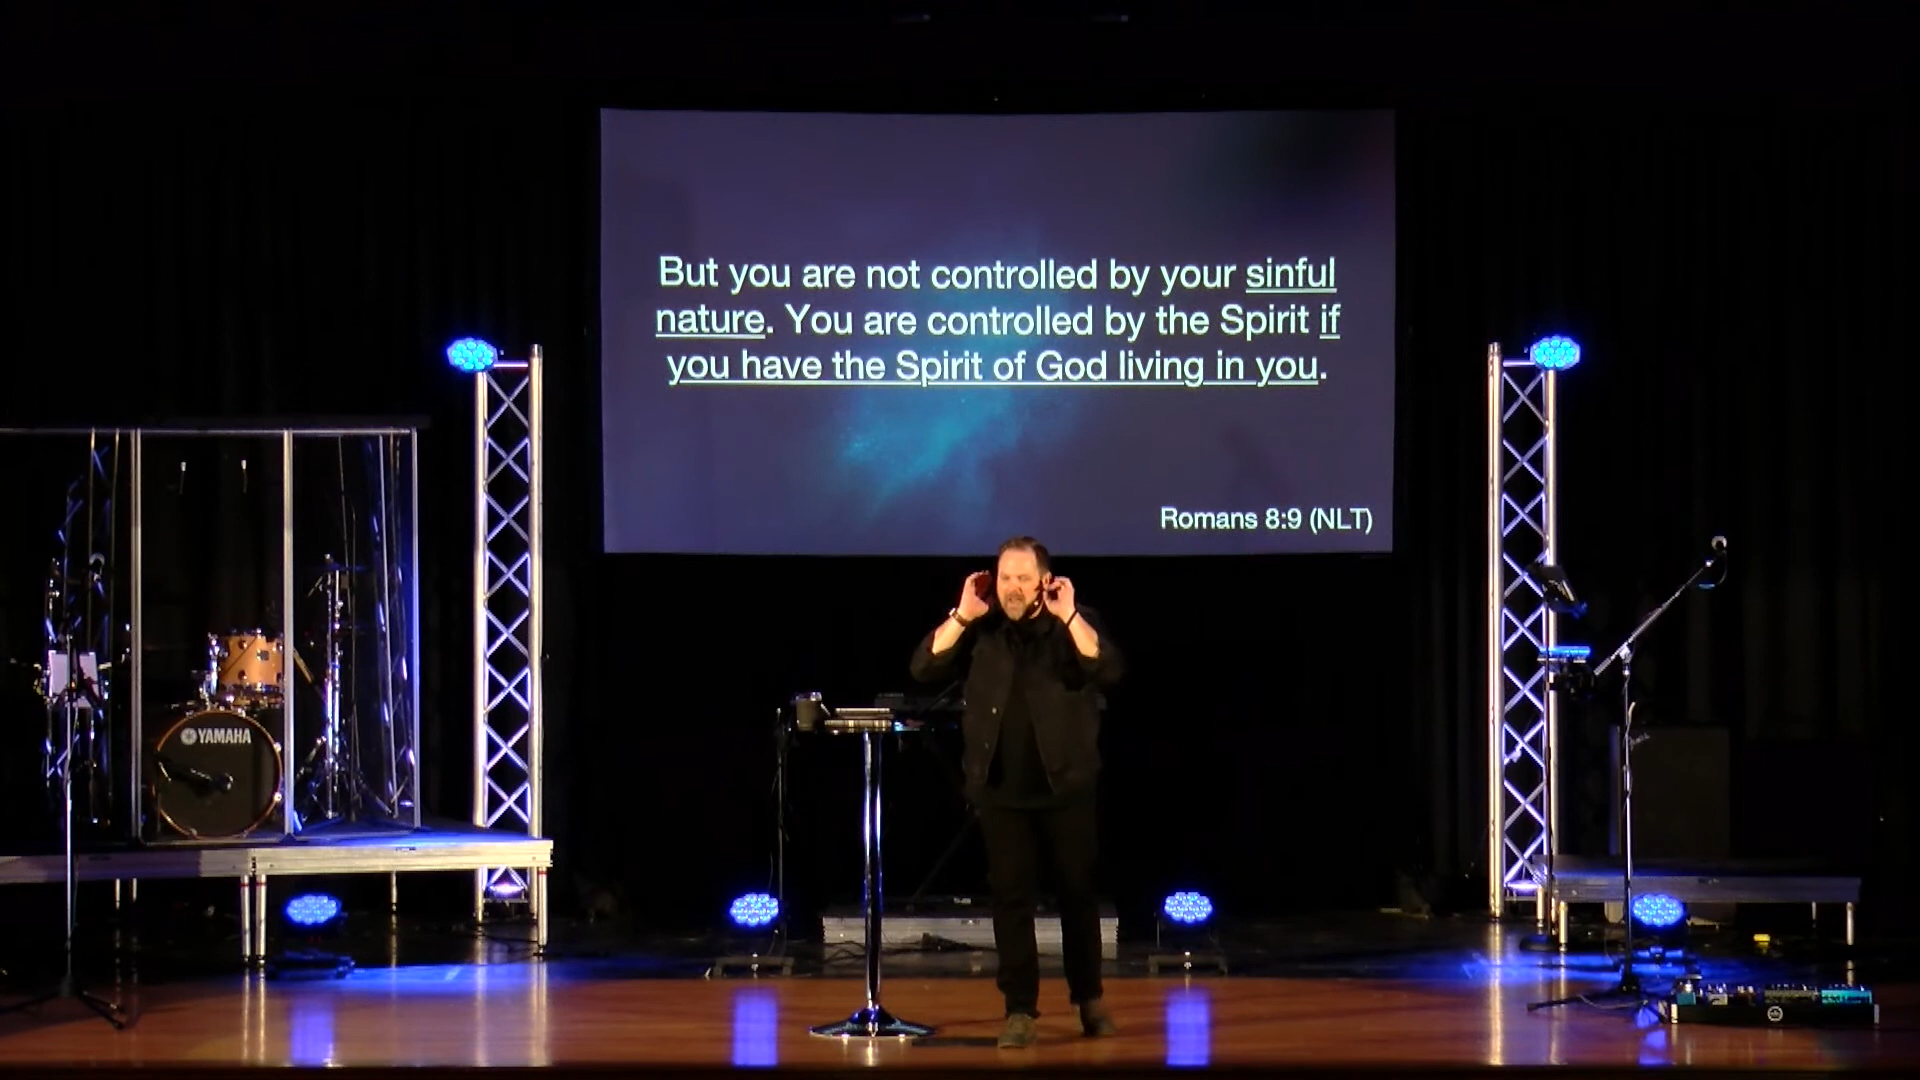 But you are not controlled by your sinful
nature. You are controlled by the Spirit if
you have the Spirit of God living in you.
Romans 8:9 (NLT)
YAMAHA